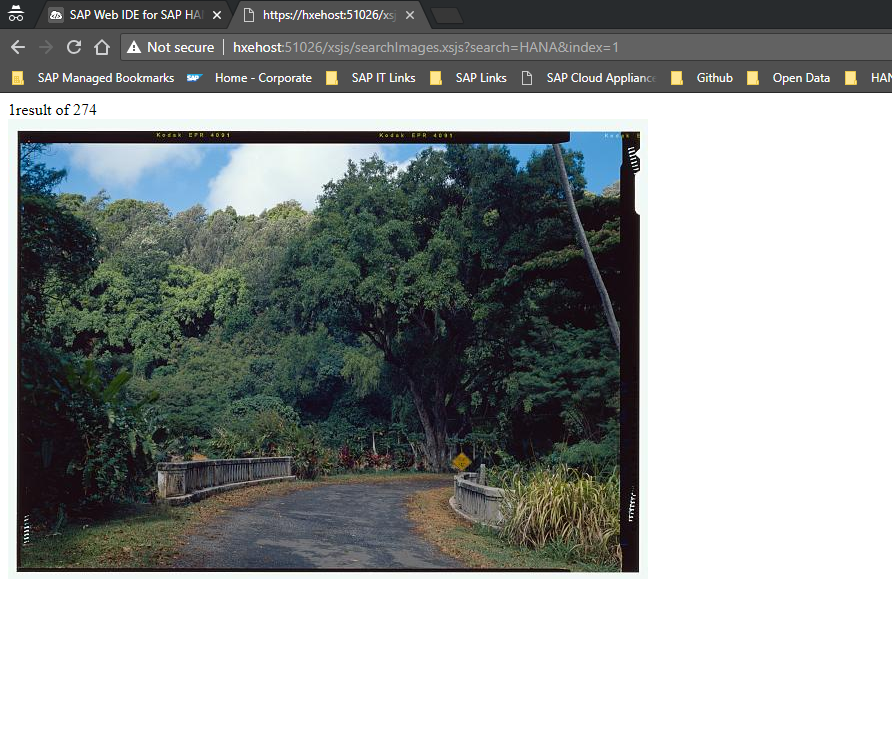 SAP Web IDE for SAP HA
https://hxehost:51026/xsj
Not secure
hxehost:51026/xsjs/searchImages.xsjs?search=HANA&index=1
SAP Managed Bookmarks
SAP
Home - Corporate
SAP IT Links
SAP Links
SAP Cloud Applianc
Github
Open Data
HAN
1result of 274
Kodak EPR 4091
Kodak EPR 4091